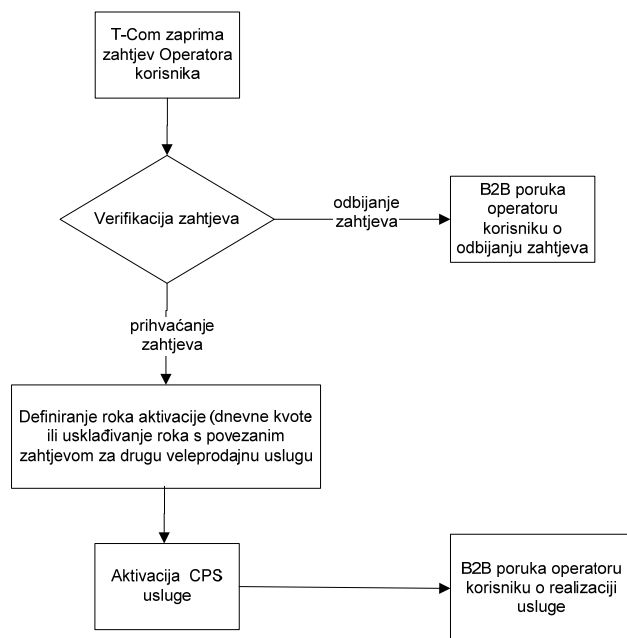 T-Com zaprima
zahtjev Operatora
korisnika
Verifikacija zahtjeva
odbijanje
zahtjeva
B2B poruka
operatoru
korisniku o
odbijanju zahtjeva
prihvaćanje
zahtjeva
Definiranje roka aktivacije (dnevne kvote
ili usklađivanje roka s povezanim
zahtjevom za drugu veleprodajnu uslugu
Aktivacija CPS
usluge
B2B poruka operatoru
korisniku o realizaciji
usluge